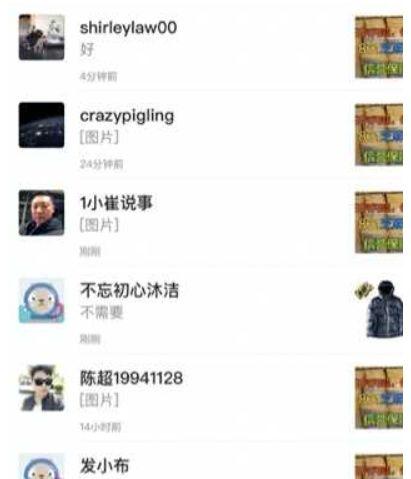 shirleylaw00
好
4分钟前
crazypigling
[图片]
24分钟前
1小崔说事
[图片]
刚刚
不忘初心沐洁
不需要
刚刚
陈超19941128
[图片]
14小时前
发小布